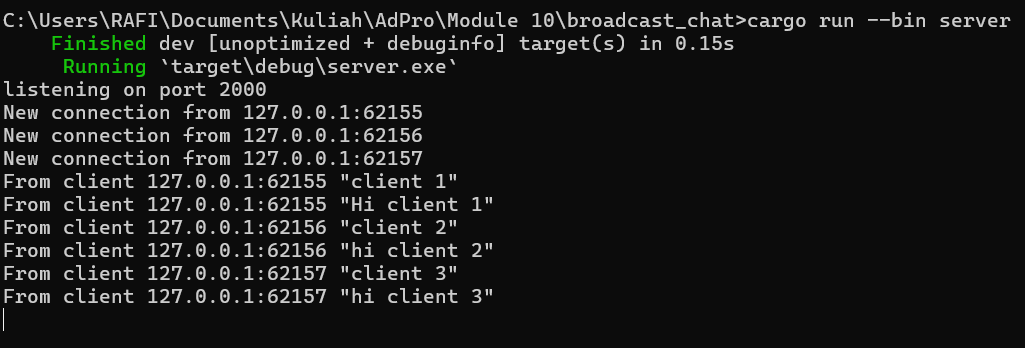 C:\Users\RAFI\Documents\Kuliah\AdPro\Module 10\broadcast_chat>cargo run --bin server
    Finished dev [unoptimized + debuginfo] target(s) in 0.15s
     Running `target\debug\server.exe`
listening on port 2000
New connection from 127.0.0.1:62155
New connection from 127.0.0.1:62156
New connection from 127.0.0.1:62157
From client 127.0.0.1:62155 "client 1"
From client 127.0.0.1:62155 "Hi client 1"
From client 127.0.0.1:62156 "client 2"
From client 127.0.0.1:62156 "hi client 2"
From client 127.0.0.1:62157 "client 3"
From client 127.0.0.1:62157 "hi client 3"